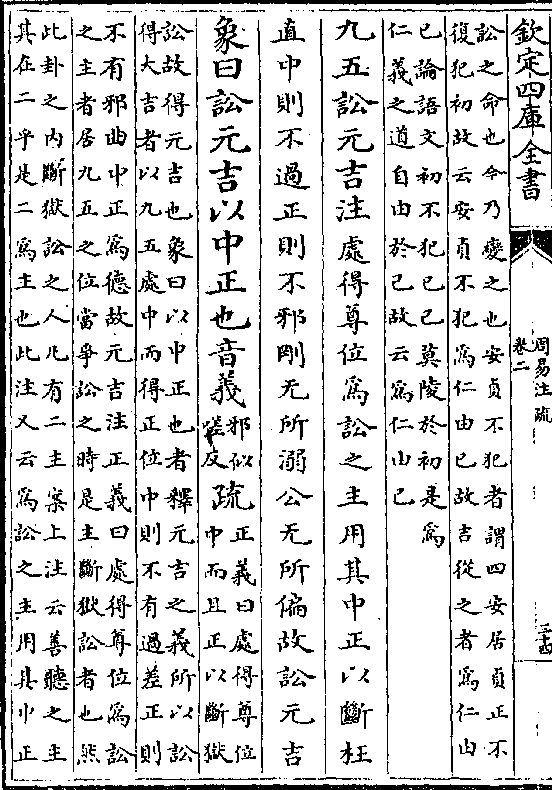 欽定四庫全書
周易注疏
卷二
三十四
訟之命也今乃變之也安貞不犯者謂四安居貞正不
復犯初故云安貞不犯為仁由已故吉從之者為仁由
已論語文初不犯已已莫陵於初是為
仁義之道自由於已故云為仁由已
九五訟元吉注處得尊位為訟之主用其中正以斷枉
直中則不過正則不邪剛无所溺公无所偏故訟元吉
象曰訟元吉以中正也音義邪似
嗟反疏正義曰處得尊位
中而且正以斷獄
訟故得元吉也象曰以中正也者釋元吉之義所以訟
得大吉者以九五處中而得正位中則不有過差正則
不有邪曲中正為德故元吉注正義曰處得尊位為訟
之主者居九五之位當爭訟之時是主斷獄訟者也然
此卦之内斷獄訟之人凡有二主案上注云善聽之主
其在二乎是二為主也此注又云為訟之主用其中正